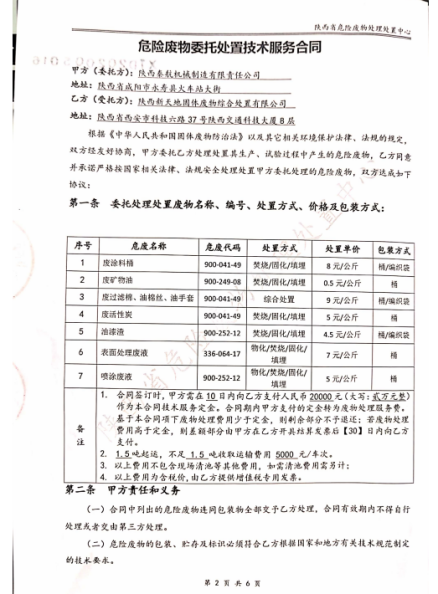 陕西省危险废物处理处置中心
危险废物委托处置技术服务合同
甲方(委托方):陕西泰航机械制造有限责任公司
地址:陕西省咸阳市永寿县火车站大街
乙方(受托方):陕西新天地固体废物综合处置有限公司
地址:陕西省西安市科技六路37号陕西交通科技大厦8层
根据《中华人民共和国固体废物防治法》以及其它相关环境保护法律、法规的规定,
双方经友好协商,甲方委托乙方处理处置其生产、试验过程中产生的危险废物,乙方同意
并承诺严格按国家相关法律、法规安全处理处置甲方委托处理的危险废物,双方达成如下
协议:
第一条 委托处理处置废物名称、编号、处置方式、价格及包装方式:
序号 危废名称 危废代码 处置方式 处置单价 包装方式
1 废涂料桶 900-041-49 焚烧/固化/填埋 8元/公斤 桶/编织袋
2 废矿物油 900-249-08 焚烧/固化/填埋 0.5元/公斤 桶
3 废过滤棉、油棉丝、油手套 900-041-49 综合处置 9元/公斤 桶/编织袋
4 废活性炭 900-041-49 焚烧/固化/填埋 5元/公斤 桶/编织袋
5 油漆渣 900-252-12 焚烧/固化/填埋 4.5元/公斤 桶/编织袋
6 表面处理废液 336-064-17 物化/焚烧/固化/填埋 7元/公斤 桶
7 喷涂废液 900-252-12 物化/焚烧/固化/填埋 5元/公斤 桶
备注
1. 合同签订时,甲方需在10日内向乙方支付人民币20000元(大写:贰万元整)
作为本合同技术服务定金。合同期内甲方支付的定金转为废物处理服务费。
基于本合同项下废物处理费用少于定金,则剩余部分不予退还;若废物处理
费用高于定金,则差额部分由甲方在乙方开具结算发票后【30】日内向乙方
支付。
2. 1.5吨起运,不足1.5吨收取运输费用 5000 元/车次。
3. 以上费用不包含现场清池等其他费用,如需清池费用需另计;
4. 以上费用为含税价,由乙方提供增值税专用发票。
第二条 甲方责任和义务
(一)合同中列出的危险废物连同包装物全部交予乙方处理,合同有效期内不得自行
处理或者交由第三方处理。
(二)危险废物的包装、贮存及标识必须符合乙方根据国家和地方有关技术规范制定
的技术要求。
第 2 页 共 6 页